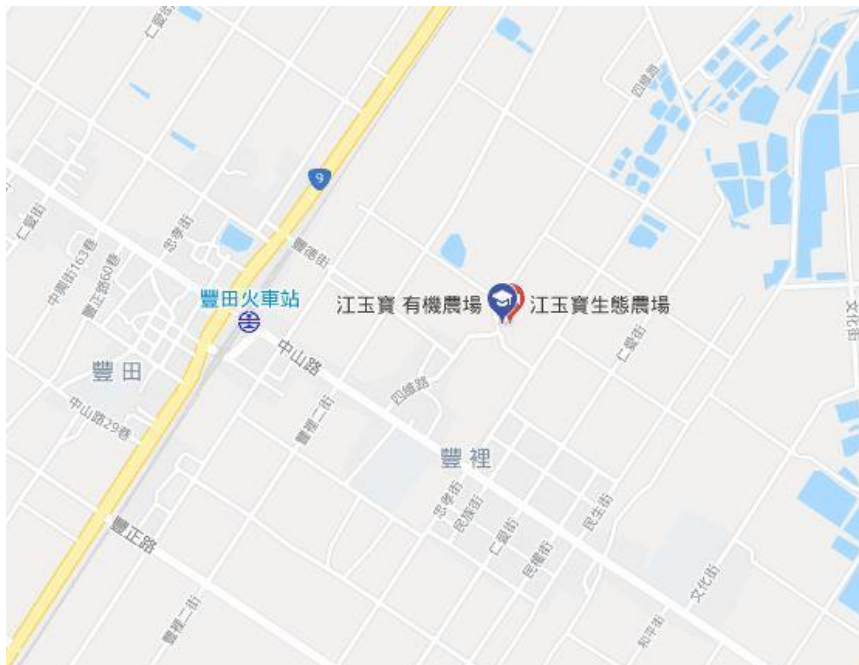 仁愛街
四維路
9
仁愛街
忠孝街
豐德街
中興街163巷
豐正路60巷
豐田火車站
江玉寶 有機農場
江玉寶生態農場
文化街
仁愛街
豐田
中山路
四維路
中山路29巷
豐裡二街
豐裡
忠孝街
民族街
仁愛街
民權街
民生街
豐正路
文化街
豐裡二街
和平街